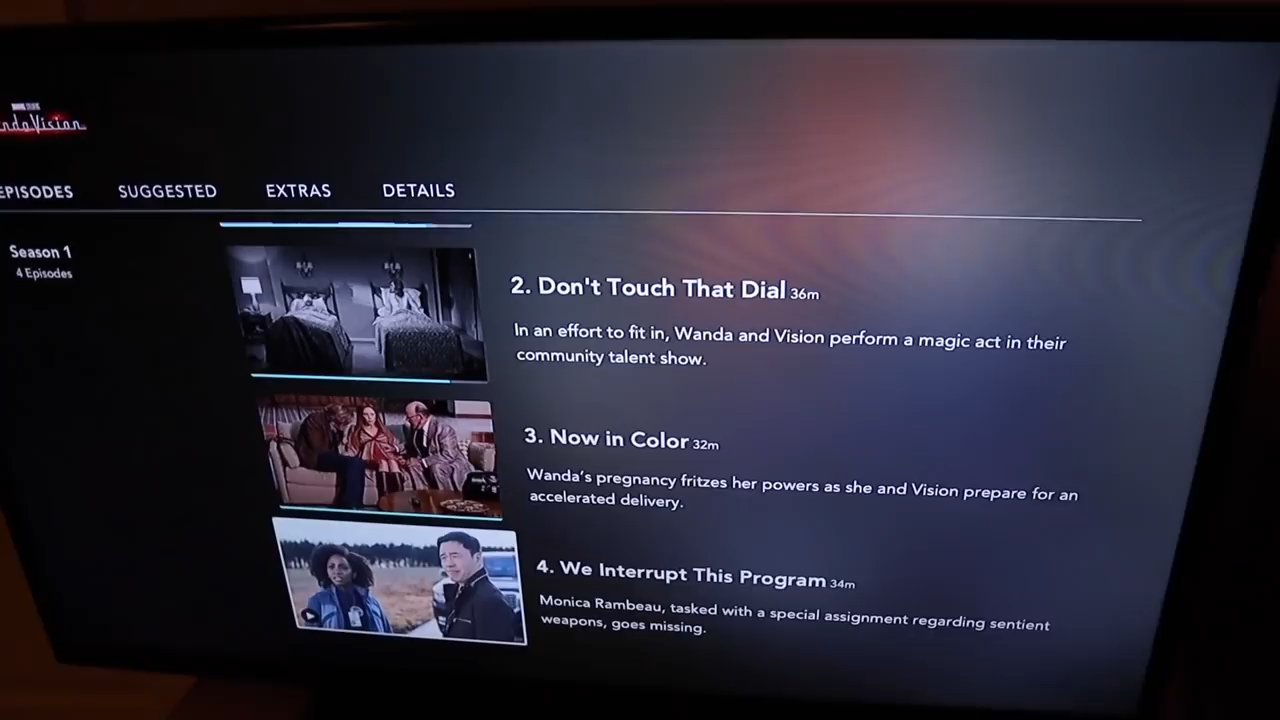 EPISODES
SUGGESTED
EXTRAS
DETAILS
Season 1
4 Episodes
2. Don't Touch That Dial 36m
In an effort to fit in, Wanda and Vision perform a magic act in their
community talent show.
3. Now in Color 32m
Wanda's pregnancy fritzes her powers as she and Vision prepare for an
accelerated delivery.
4. We Interrupt This Program 34m
Monica Rambeau, tasked with a special assignment regarding sentient
weapons, goes missing.